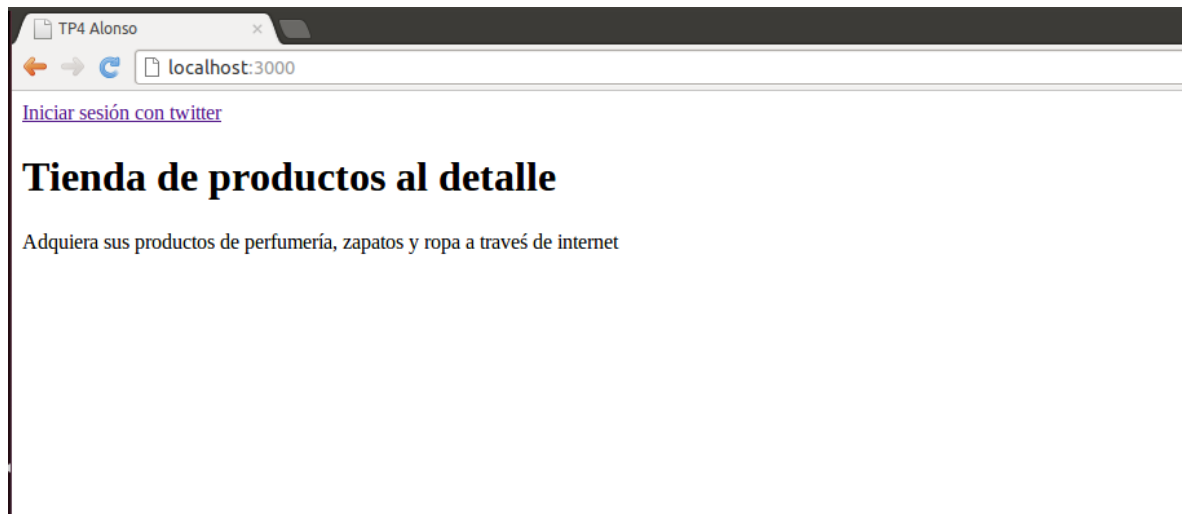 TP4 Alonso
localhost:3000
Iniciar sesión con twitter
Tienda de productos al detalle
Adquiera sus productos de perfumería, zapatos y ropa a traveś de internet